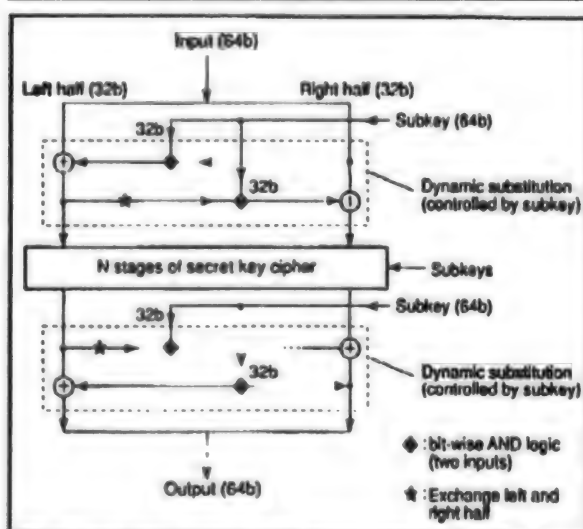 Input (64b)
Left half (32b) Right half (32b)
32b Subkey (64b)
32b
Dynamic substitution
(controlled by subkey)
N stages of secret key cipher Subkeys
Subkey (64b)
32b
32b
Dynamic substitution
(controlled by subkey)
◆ : bit-wise AND logic
(two inputs)
Output (64b)
★ : Exchange left and
right half